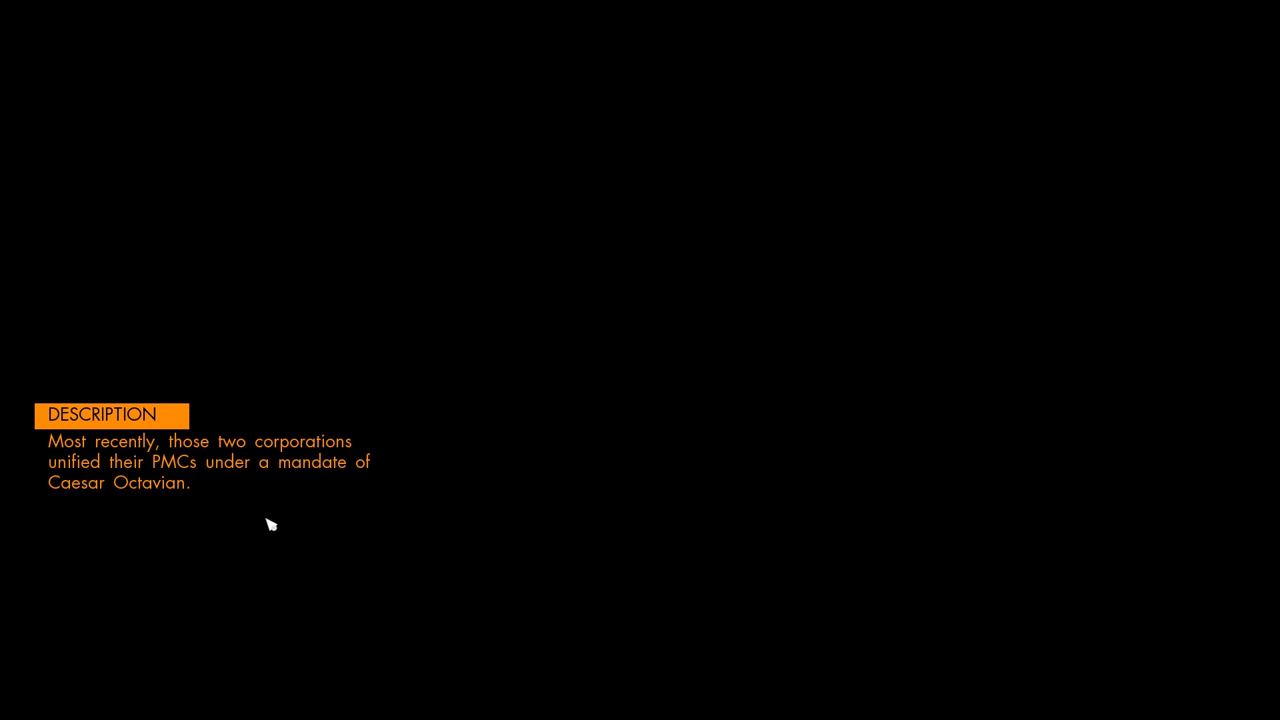 DESCRIPTION
Most recently, those two corporations
unified their PMCs under a mandate of
Caesar Octavian.